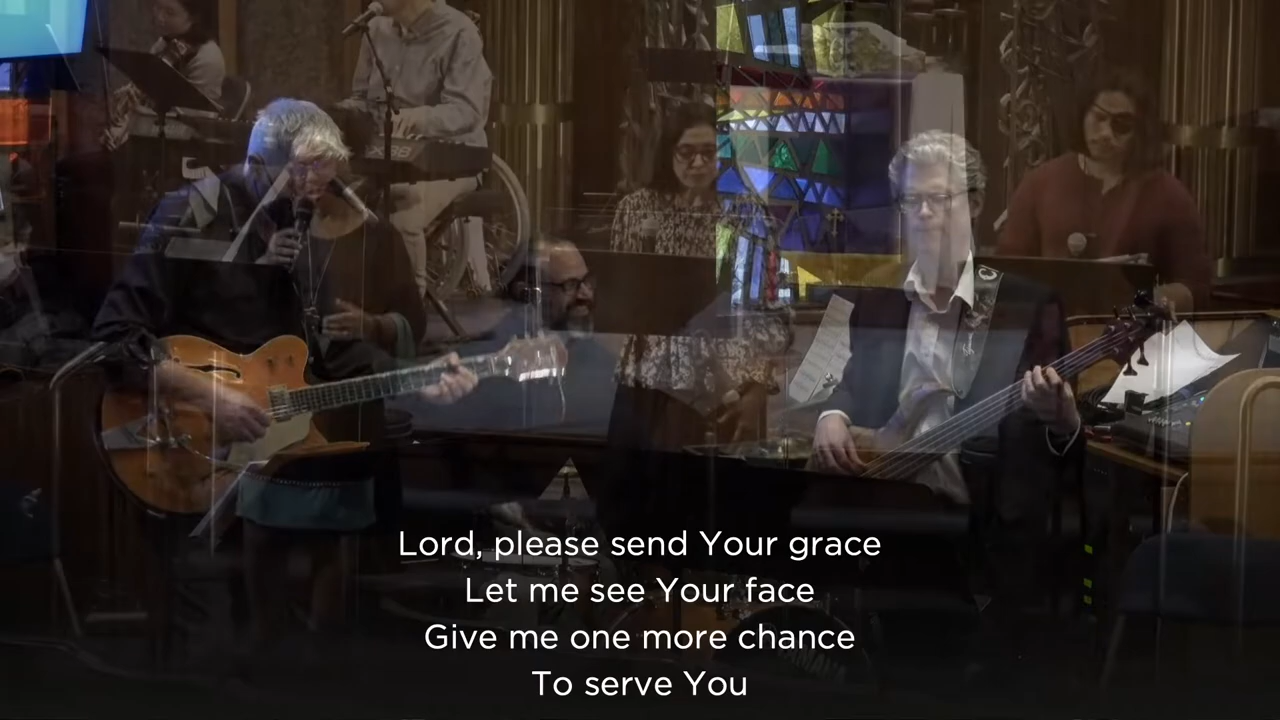 Lord, please send Your grace
Let me see Your face
Give me one more chance
To serve You